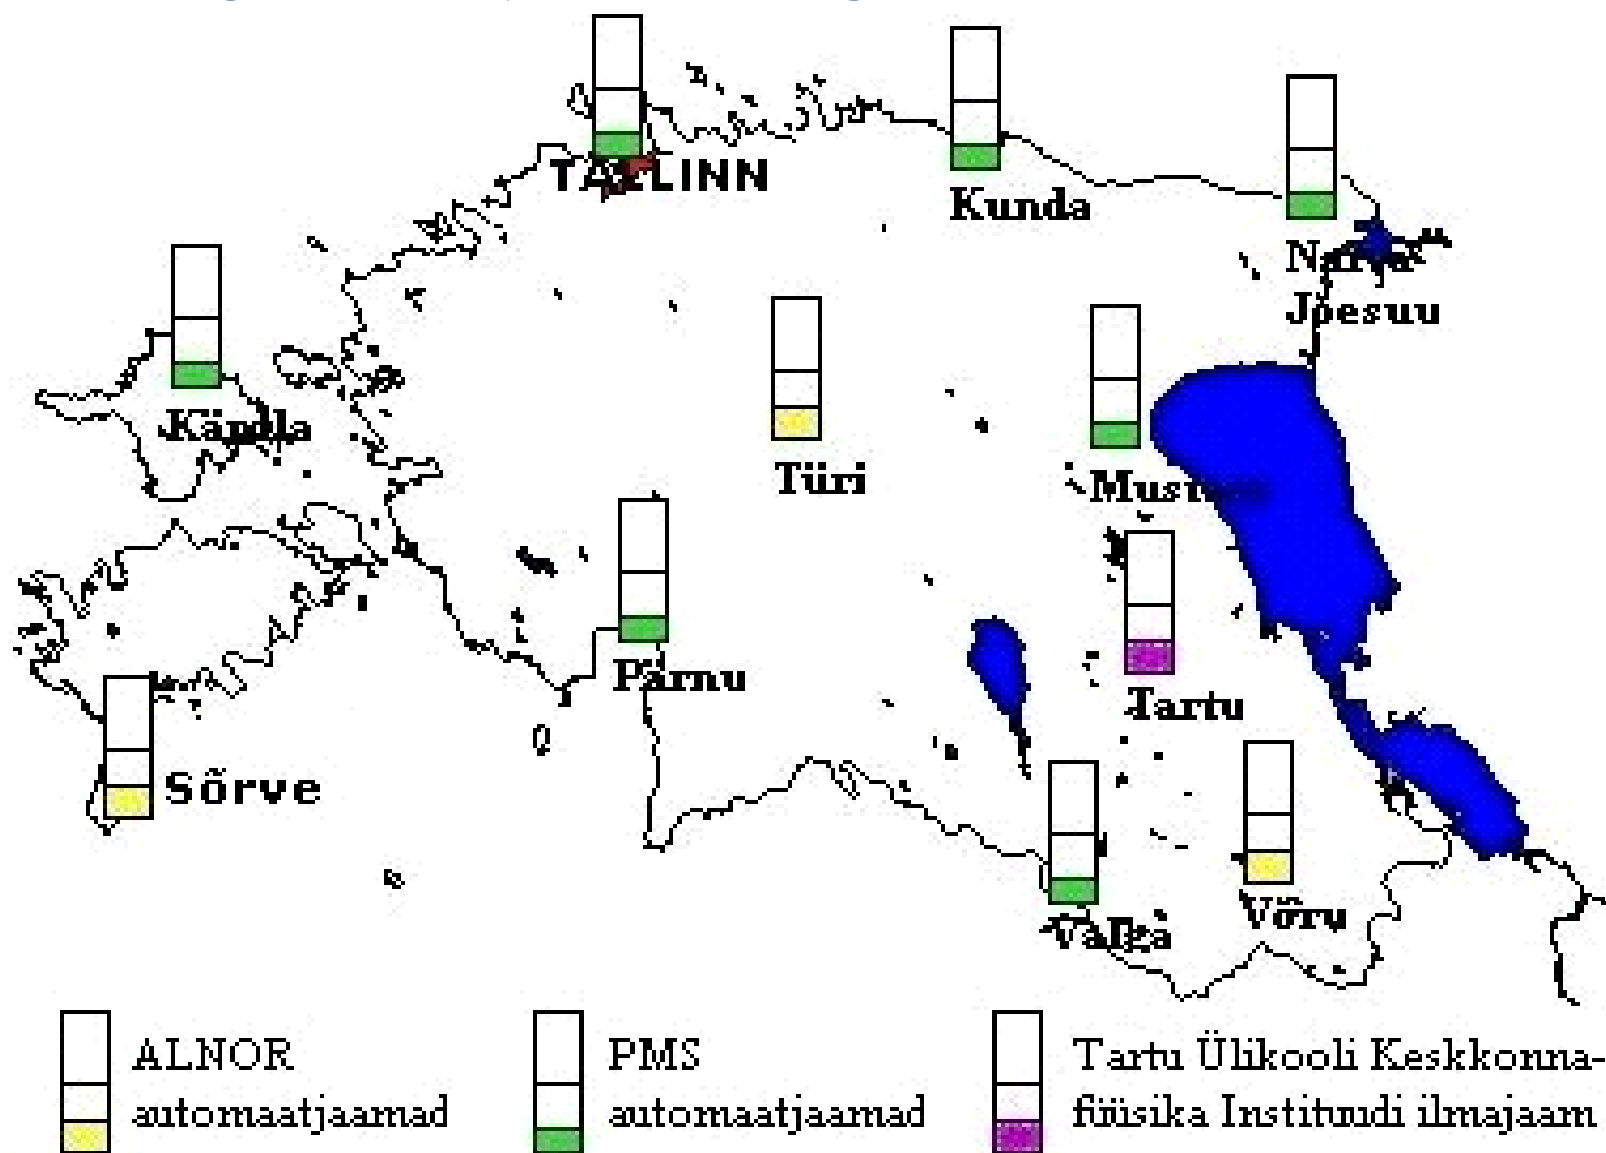 TALLINN
Kunda
Narva
Jõesuu
Kärdla
Türi
Pärnu
Tartu
Sõrve
Võru
Valga
ALNOR
automaatjaamad
PMS
automaatjaamad
Tartu Ülikooli Keskkonna-
füüsika Instituudi ilmajaam